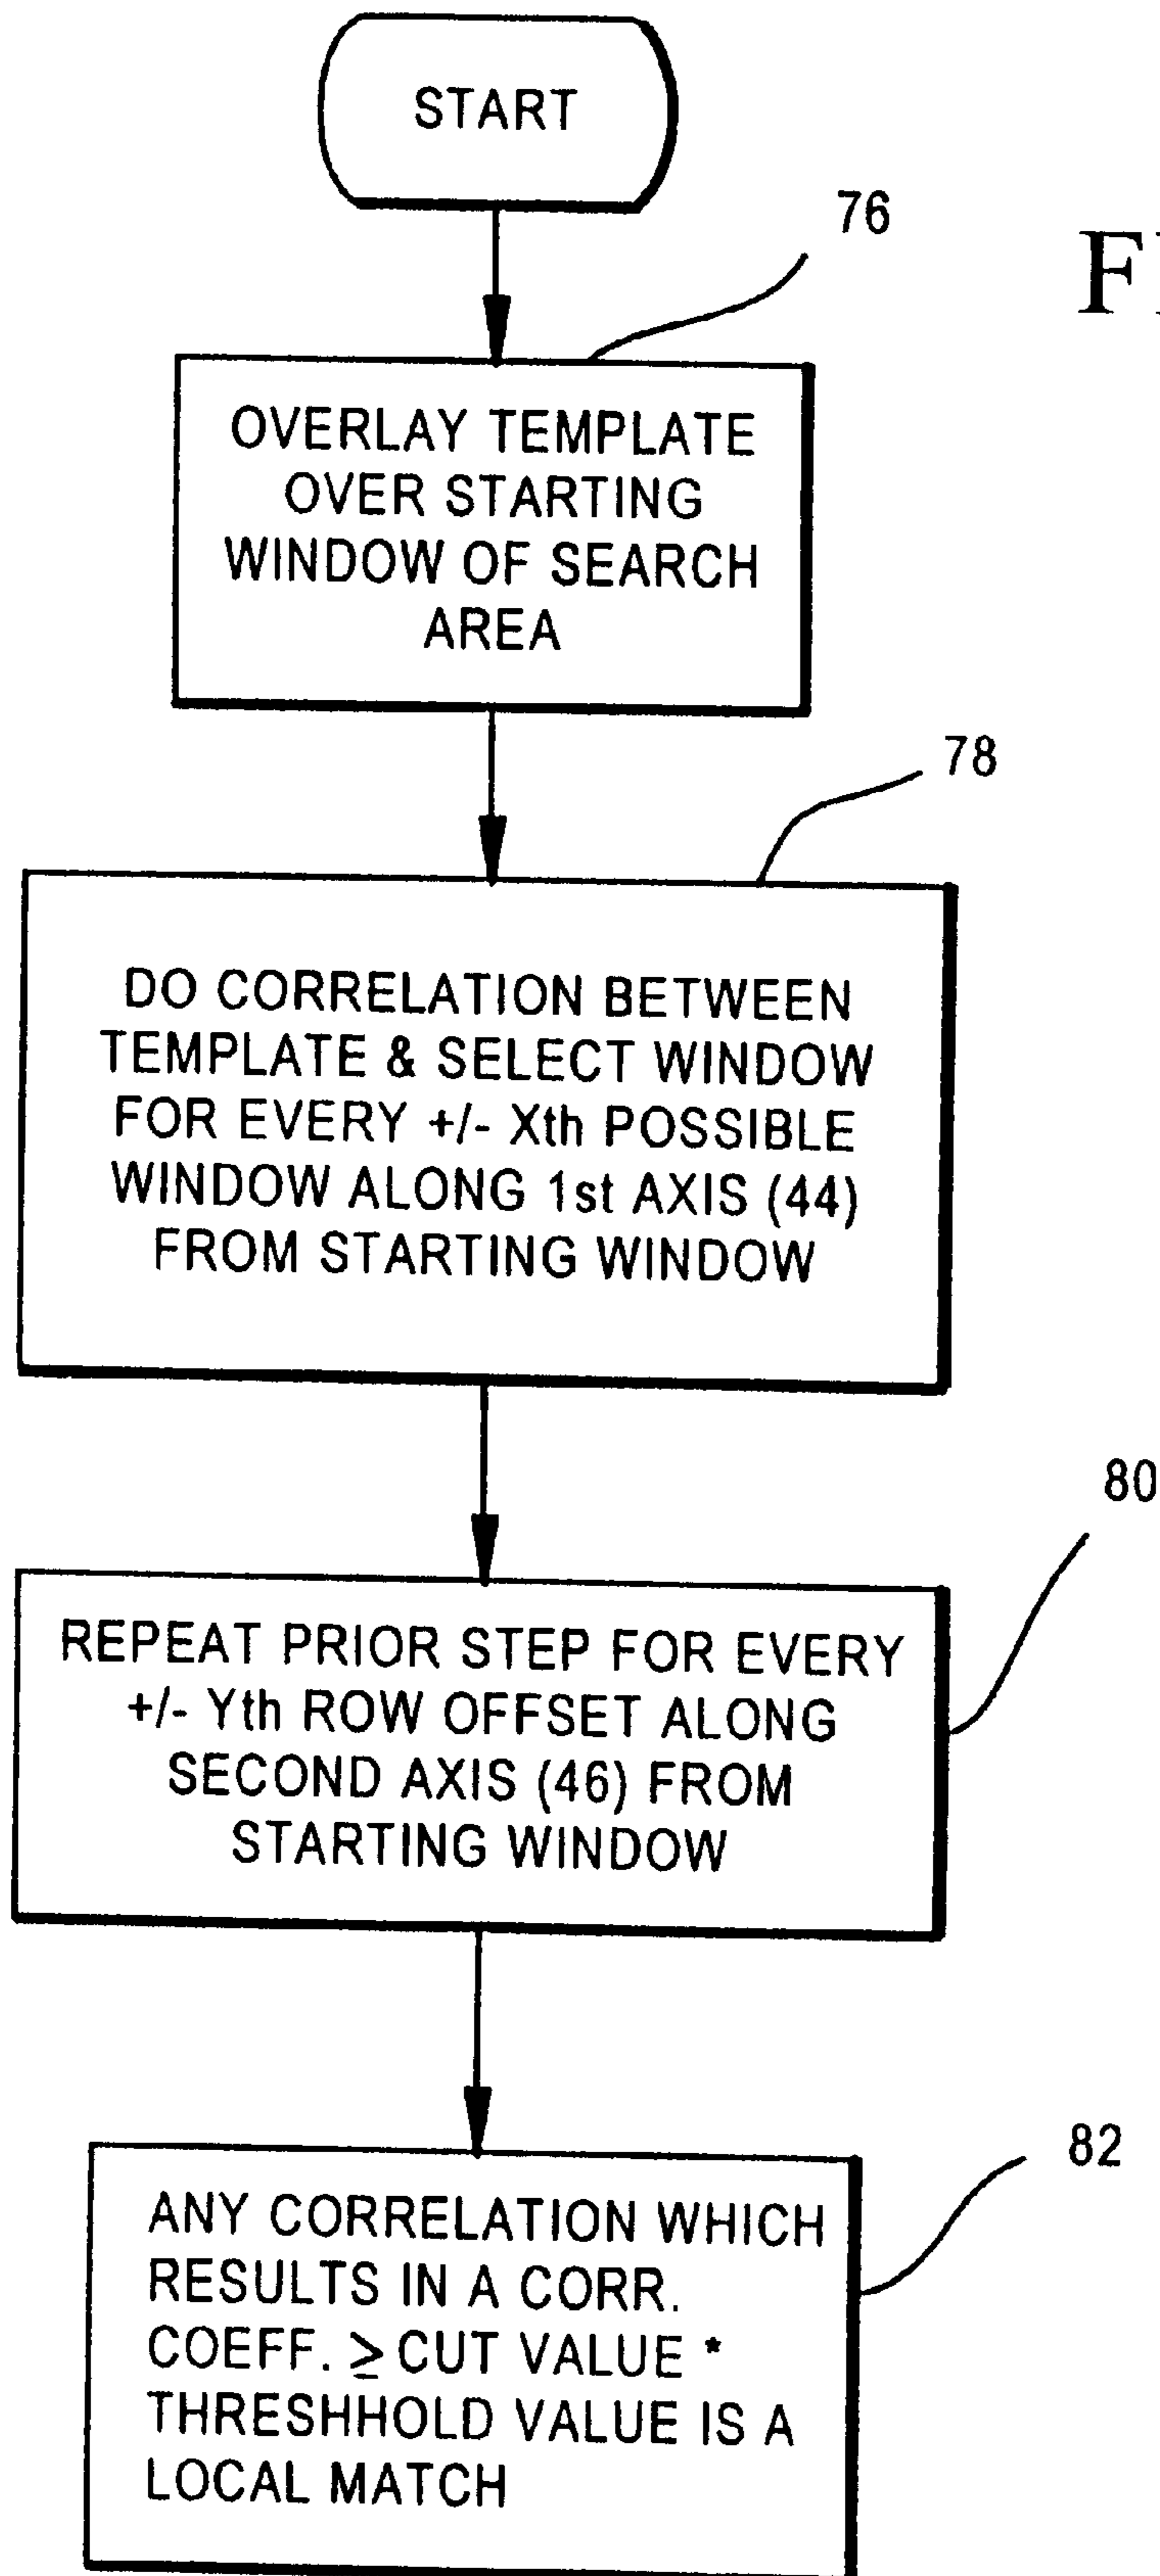 START
76
OVERLAY TEMPLATE
OVER STARTING
WINDOW OF SEARCH
AREA
78
DO CORRELATION BETWEEN
TEMPLATE & SELECT WINDOW
FOR EVERY +/- Xth POSSIBLE
WINDOW ALONG 1st AXIS (44)
FROM STARTING WINDOW
80
REPEAT PRIOR STEP FOR EVERY
+/- Yth ROW OFFSET ALONG
SECOND AXIS (46) FROM
STARTING WINDOW
82
ANY CORRELATION WHICH
RESULTS IN A CORR.
COEFF. ≥ CUT VALUE *
THRESHHOLD VALUE IS A
LOCAL MATCH